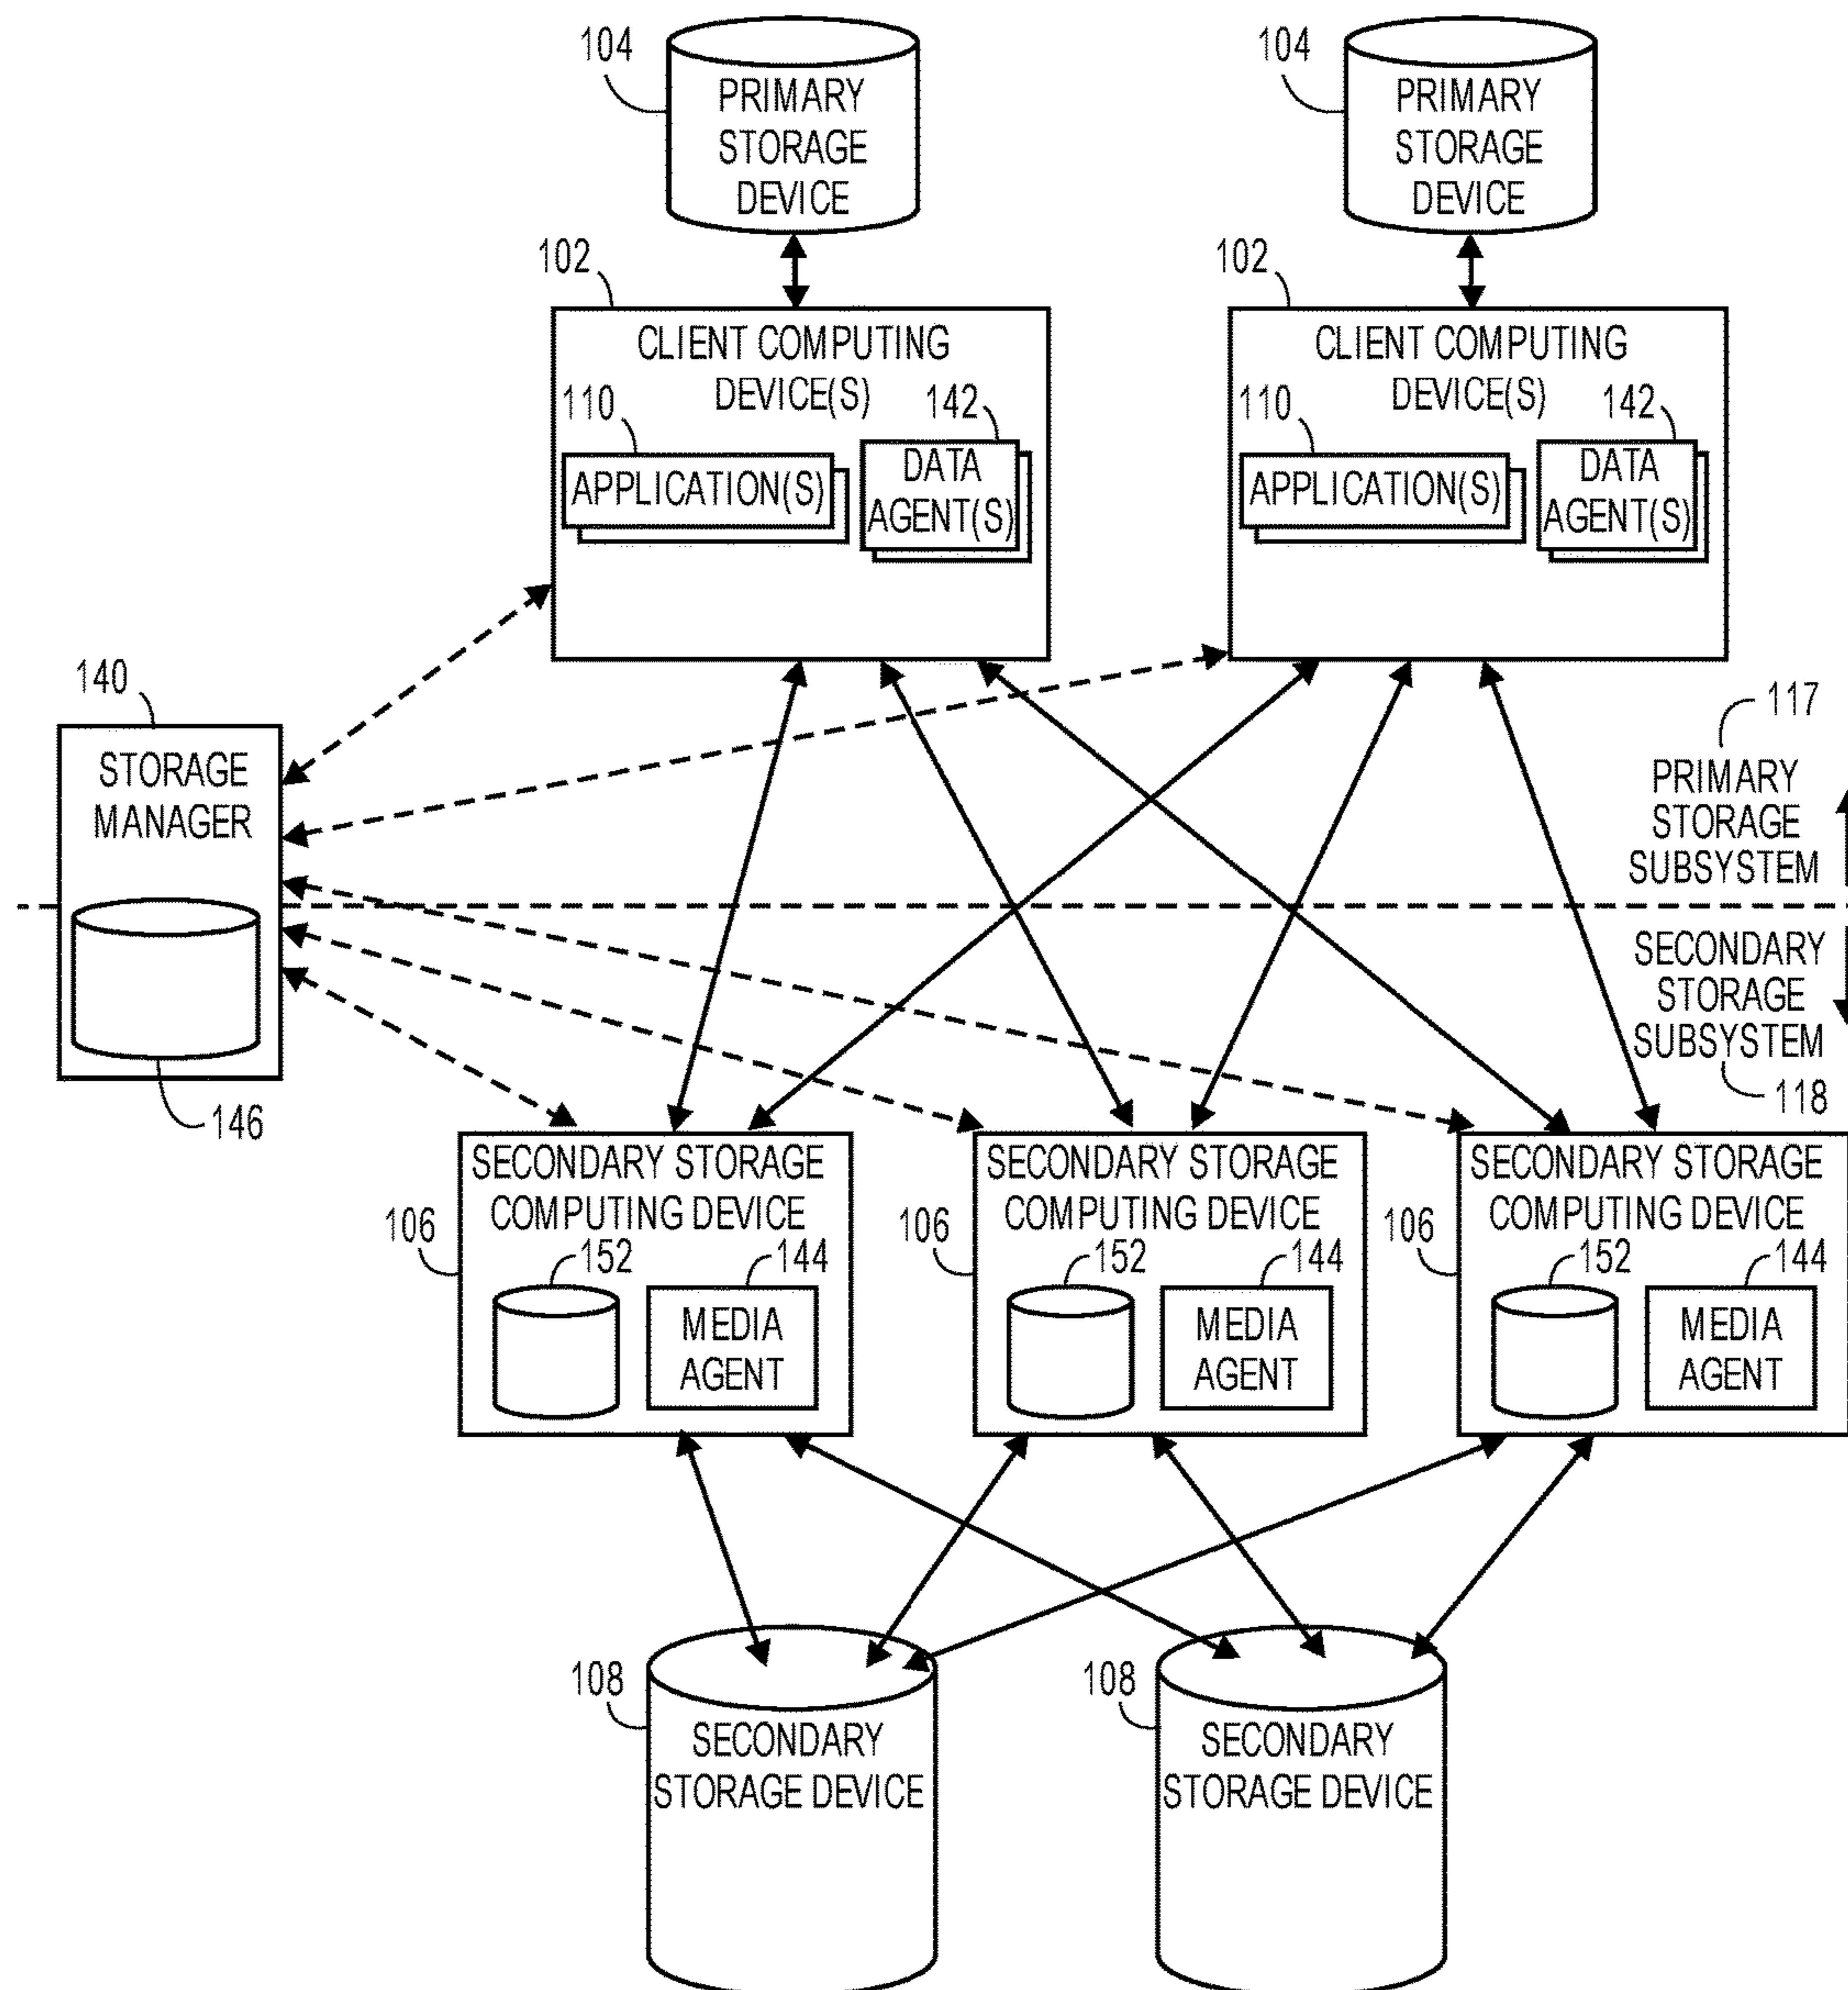 104
PRIMARY
STORAGE
DEVICE
104
PRIMARY
STORAGE
DEVICE
102
CLIENT COMPUTING
DEVICE(S)
110
142
APPLICATION(S)
DATA
AGENT(S)
102
CLIENT COMPUTING
DEVICE(S)
110
142
APPLICATION(S)
DATA
AGENT(S)
140
STORAGE
MANAGER
146
117
PRIMARY
STORAGE
SUBSYSTEM
SECONDARY
STORAGE
SUBSYSTEM
118
106
SECONDARY STORAGE
COMPUTING DEVICE
152
144
MEDIA
AGENT
106
SECONDARY STORAGE
COMPUTING DEVICE
152
144
MEDIA
AGENT
106
SECONDARY STORAGE
COMPUTING DEVICE
152
144
MEDIA
AGENT
108
SECONDARY
STORAGE DEVICE
108
SECONDARY
STORAGE DEVICE